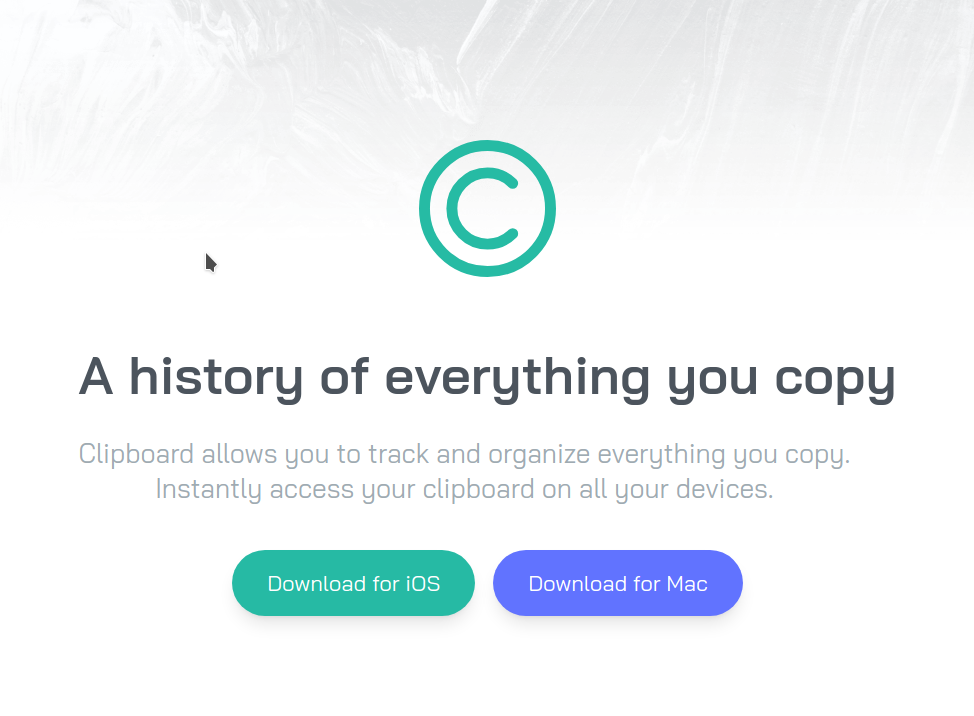 A history of everything you copy
Clipboard allows you to track and organize everything you copy.
Instantly access your clipboard on all your devices.
Download for iOS
Download for Mac